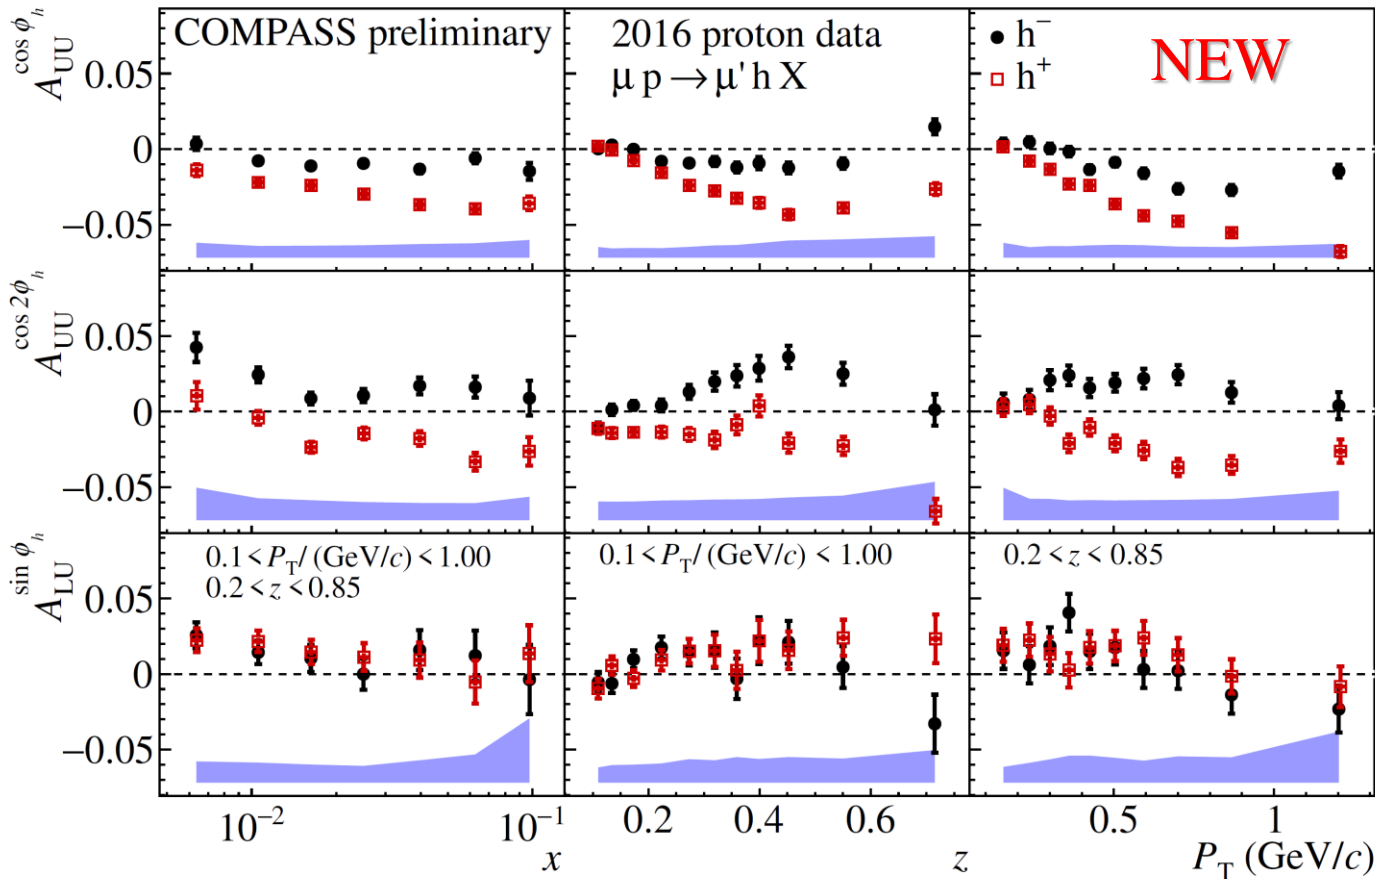 COMPASS preliminary
2016 proton data
μ p → μ' h X
h⁻
h⁺
NEW
A_UU^{cos ϕ_h}
0.05
0
−0.05
A_UU^{cos 2ϕ_h}
0.05
0
−0.05
A_LU^{sin ϕ_h}
0.1 < P_T / (GeV/c) < 1.00
0.2 < z < 0.85
0.1 < P_T / (GeV/c) < 1.00
0.2 < z < 0.85
0.05
0
−0.05
10⁻²
10⁻¹
0.2
0.4
0.6
0.5
1
x
z
P_T (GeV/c)